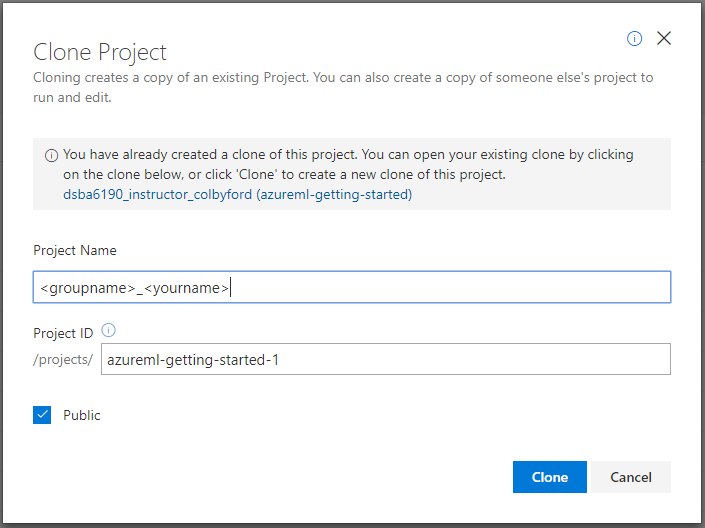 Clone Project
Cloning creates a copy of an existing Project. You can also create a copy of someone else's project to
run and edit.
You have already created a clone of this project. You can open your existing clone by clicking
on the clone below, or click 'Clone' to create a new clone of this project.
dsba6190_instructor_colbyford (azureml-getting-started)
Project Name
<groupname>_<yourname>
Project ID
/projects/ azureml-getting-started-1
Public
Clone Cancel